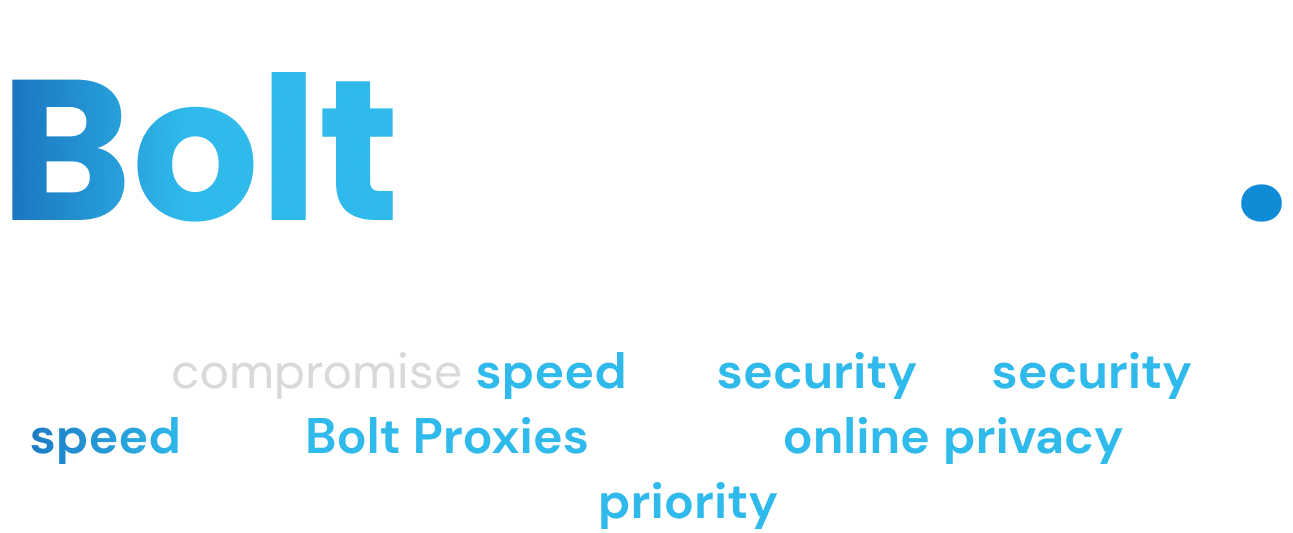 Bolt .
compromise speed security security
speed Bolt Proxies online privacy
priority